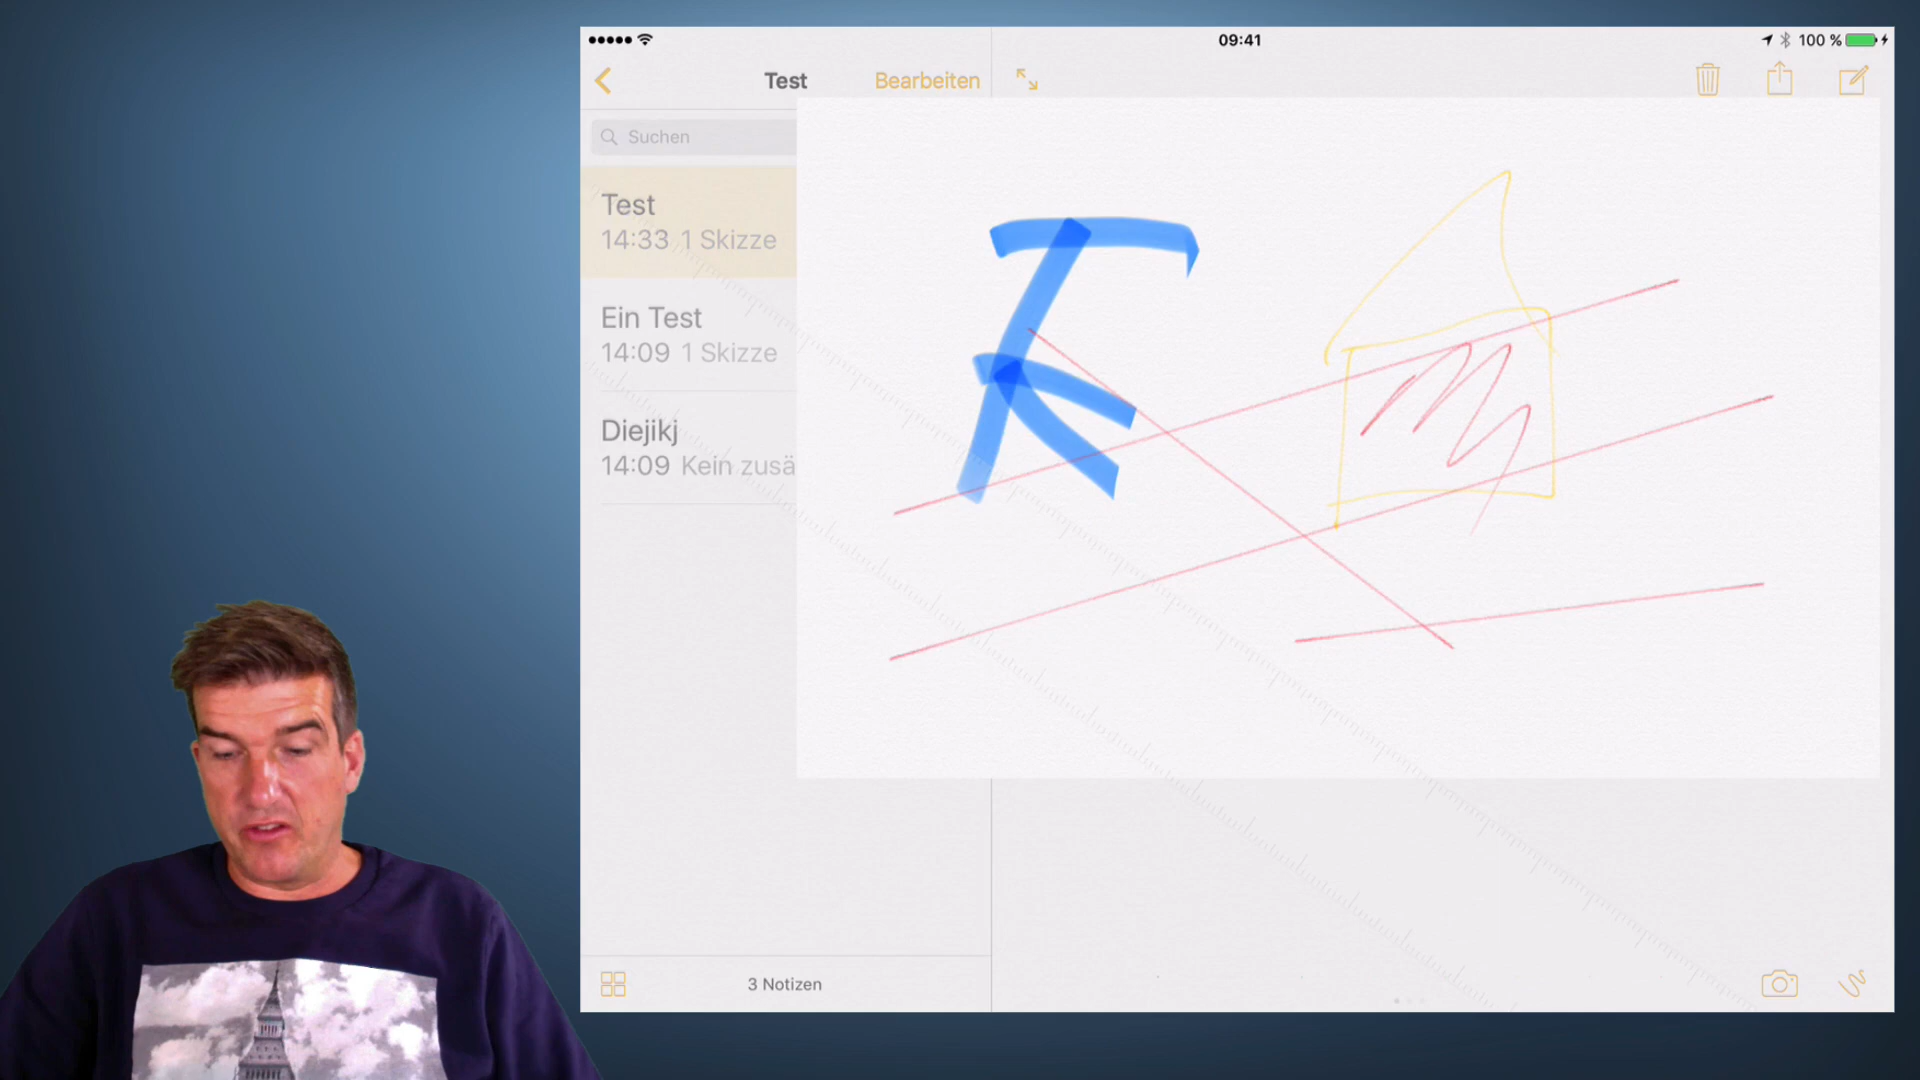 09:41
100 %
Test
Bearbeiten
Suchen
Test
14:33 1 Skizze
Ein Test
14:09 1 Skizze
Diejikj
14:09 Kein zusä
3 Notizen